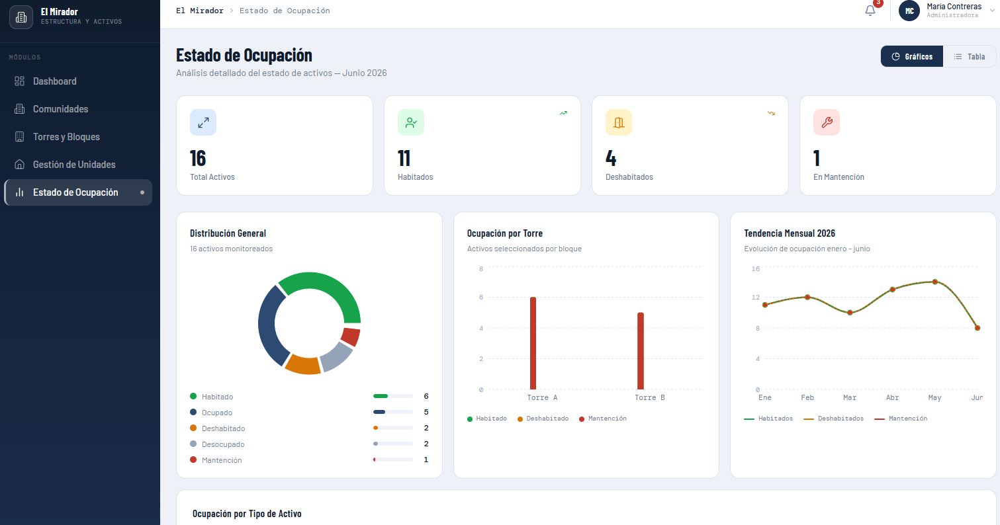 El Mirador
ESTRUCTURA Y ACTIVOS
MÓDULOS
Dashboard
Comunidades
Torres y Bloques
Gestión de Unidades
Estado de Ocupación
El Mirador > Estado de Ocupación
3
MC
María Contreras
Administradora
Estado de Ocupación
Análisis detallado del estado de activos — Junio 2026
Gráficos
Tabla
16
Total Activos
11
Habitados
4
Deshabitados
1
En Mantención
Distribución General
16 activos monitoreados
Habitado 6
Ocupado 5
Deshabitado 2
Desocupado 2
Mantención 1
Ocupación por Torre
Activos seleccionados por bloque
8
6
4
2
0
Torre A Torre B
Habitado Deshabitado Mantención
Tendencia Mensual 2026
Evolución de ocupación enero – junio
16
12
8
4
0
Ene Feb Mar Abr May Jun
Habitados Deshabitados Mantención
Ocupación por Tipo de Activo